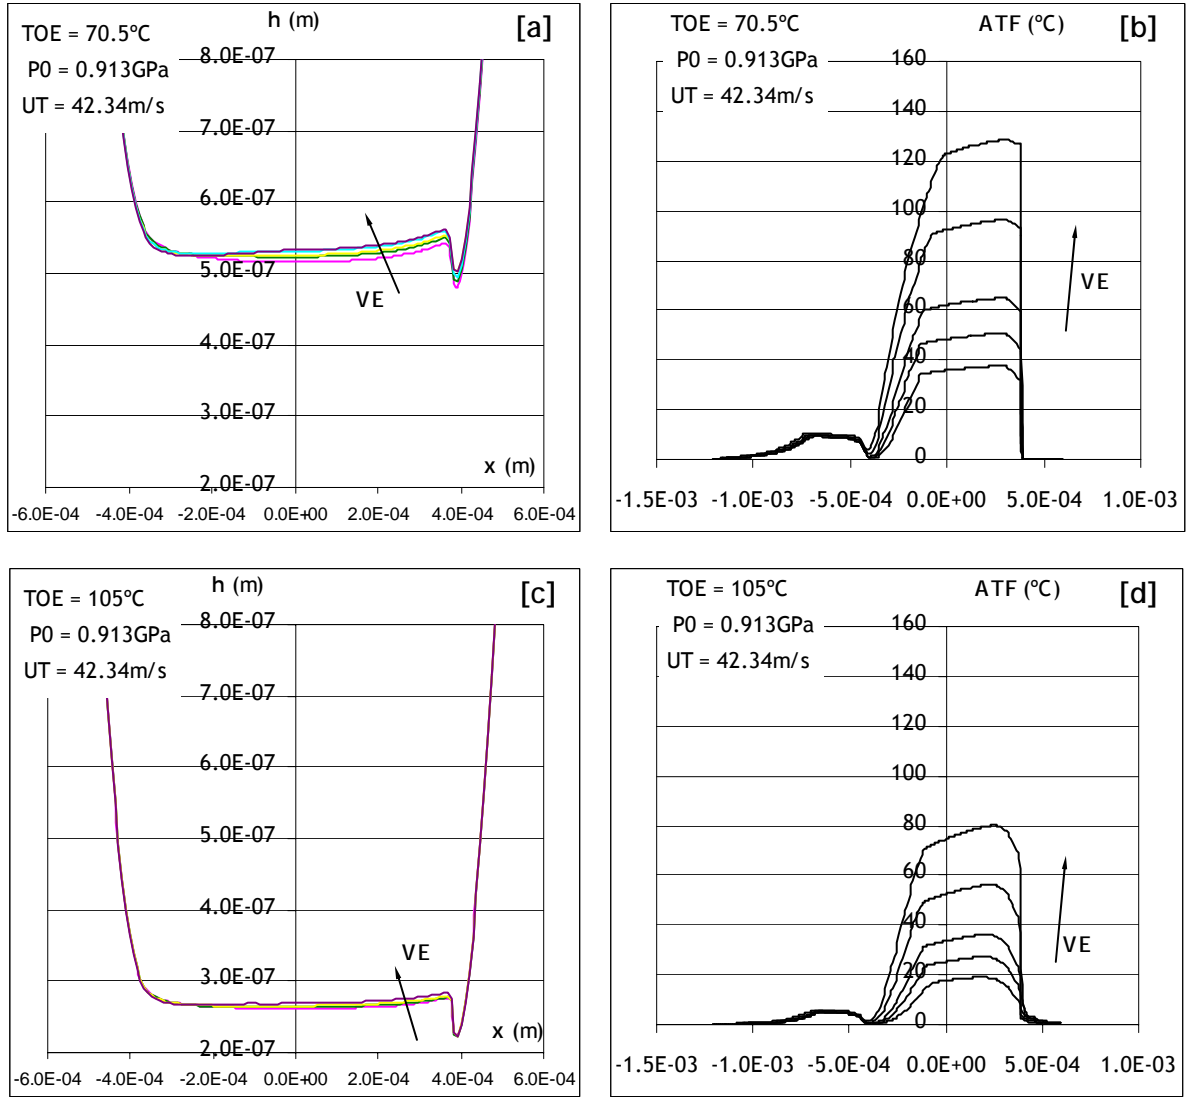 h (m)
[a]
TOE = 70.5ºC
P0 = 0.913GPa
UT = 42.34m/s
8.0E-07
7.0E-07
6.0E-07
5.0E-07
4.0E-07
3.0E-07
2.0E-07
VE
x (m)
-6.0E-04 -4.0E-04 -2.0E-04 0.0E+00 2.0E-04 4.0E-04 6.0E-04
TOE = 70.5ºC
ATF (ºC)
[b]
P0 = 0.913GPa
UT = 42.34m/s
160
140
120
100
80
60
40
20
0
VE
-1.5E-03 -1.0E-03 -5.0E-04 0.0E+00 5.0E-04 1.0E-03
h (m)
[c]
TOE = 105ºC
P0 = 0.913GPa
UT = 42.34m/s
8.0E-07
7.0E-07
6.0E-07
5.0E-07
4.0E-07
3.0E-07
2.0E-07
VE
x (m)
-6.0E-04 -4.0E-04 -2.0E-04 0.0E+00 2.0E-04 4.0E-04 6.0E-04
TOE = 105ºC
ATF (ºC)
[d]
P0 = 0.913GPa
UT = 42.34m/s
160
140
120
100
80
60
40
20
0
VE
-1.5E-03 -1.0E-03 -5.0E-04 0.0E+00 5.0E-04 1.0E-03